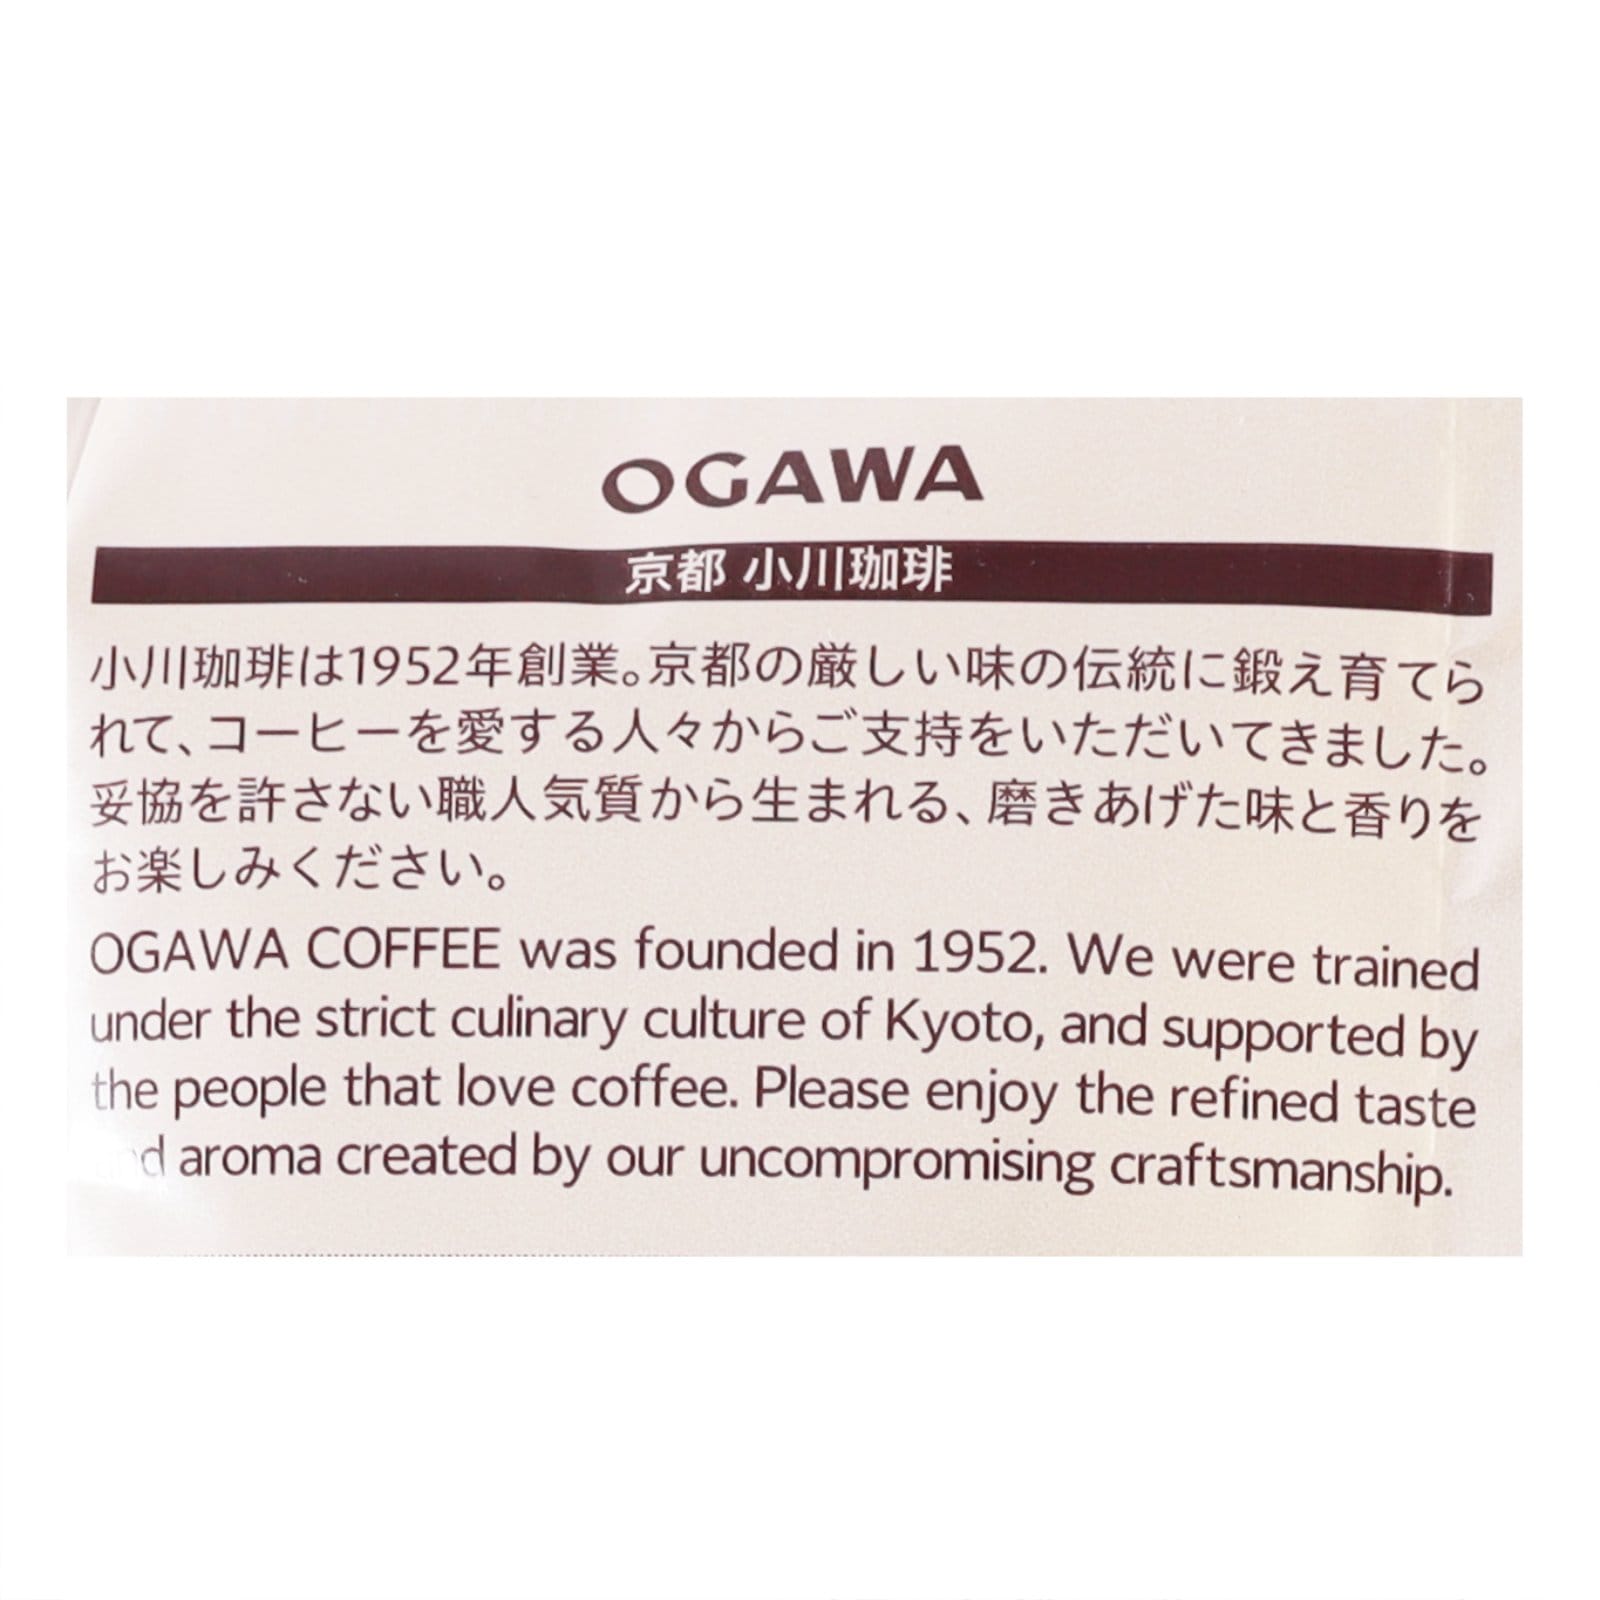 OGAWA
京都 小川珈琲
小川珈琲は1952年創業。京都の厳しい味の伝統に鍛え育てら
れて、コーヒーを愛する人々からご支持をいただいてきました。
妥協を許さない職人気質から生まれる、磨きあげた味と香りを
お楽しみください。
OGAWA COFFEE was founded in 1952. We were trained
under the strict culinary culture of Kyoto, and supported by
the people that love coffee. Please enjoy the refined taste
and aroma created by our uncompromising craftsmanship.